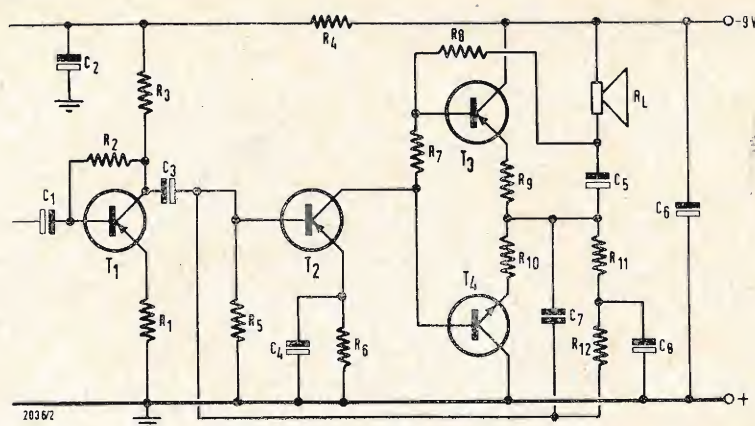 R4
-9V
C2
R3
R8
RL
R2
C3
R7
T3
C1
R9
C5
C6
T1
T2
R10
R11
T4
C7
R1
R5
C4
R6
R12
C8
2036/2
+